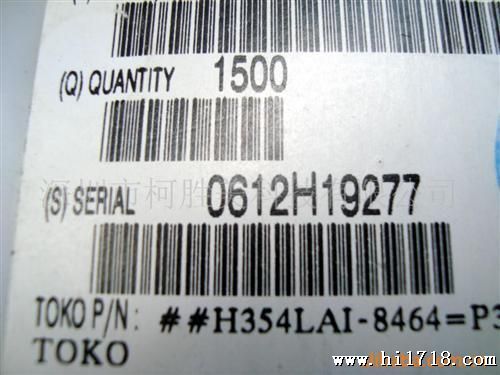 (Q) QUANTITY 1500
(S) SERIAL 0612H19277
TOKO P/N: ##H354LAI-8464=P3
TOKO
www.hi1718.com